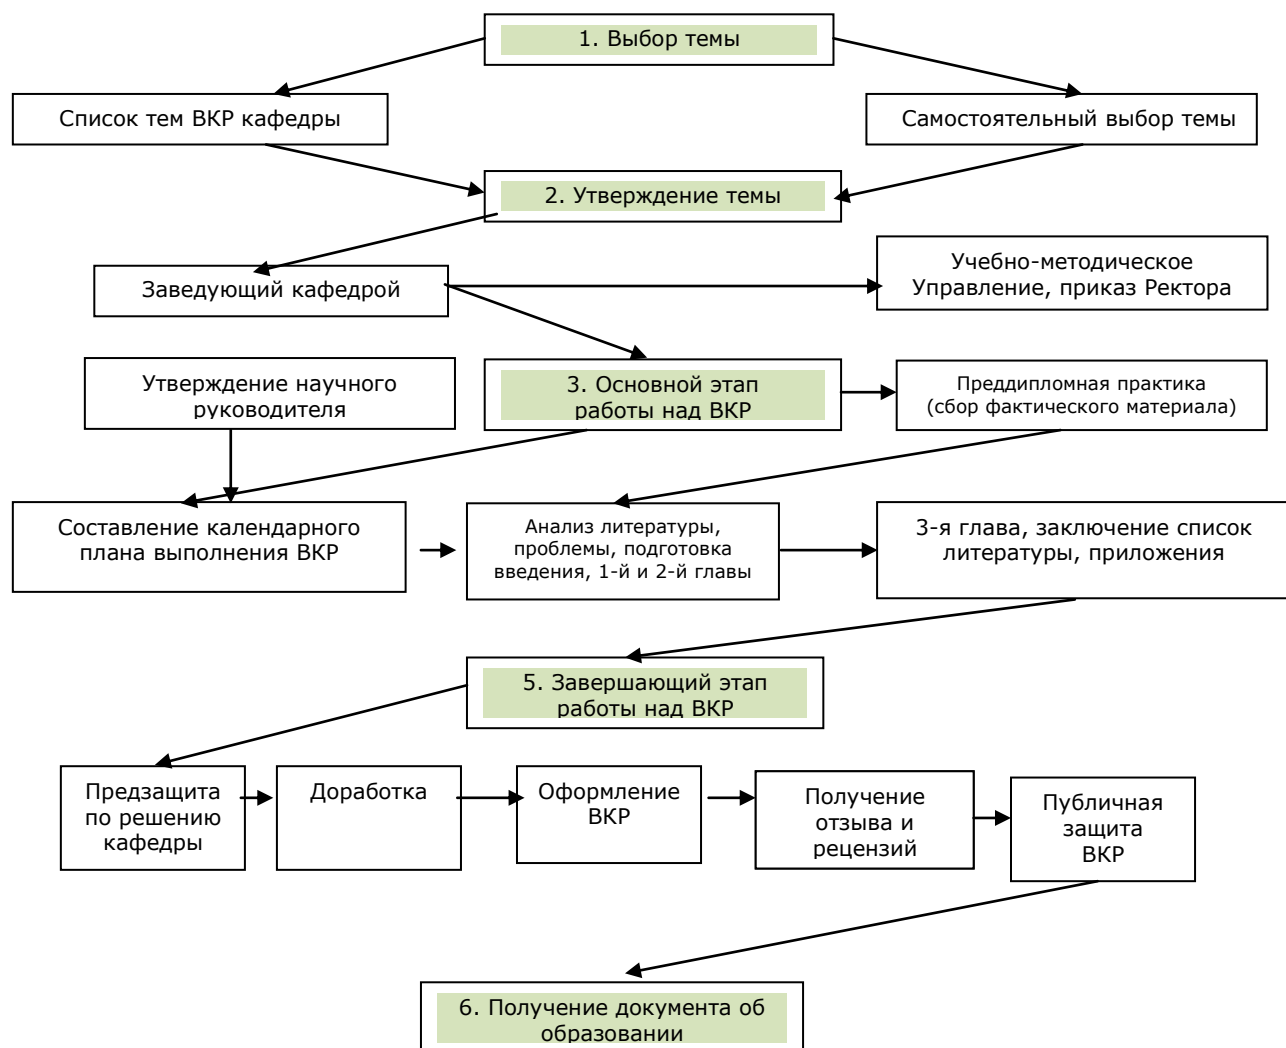 1. Выбор темы
Список тем ВКР кафедры
Самостоятельный выбор темы
2. Утверждение темы
Заведующий кафедрой
Учебно-методическое
Управление, приказ Ректора
Утверждение научного
руководителя
3. Основной этап
работы над ВКР
Преддипломная практика
(сбор фактического материала)
Составление календарного
плана выполнения ВКР
Анализ литературы,
проблемы, подготовка
введения, 1-й и 2-й главы
3-я глава, заключение список
литературы, приложения
5. Завершающий этап
работы над ВКР
Предзащита
по решению
кафедры
Доработка
Оформление
ВКР
Получение
отзыва и
рецензий
Публичная
защита
ВКР
6. Получение документа об
образовании